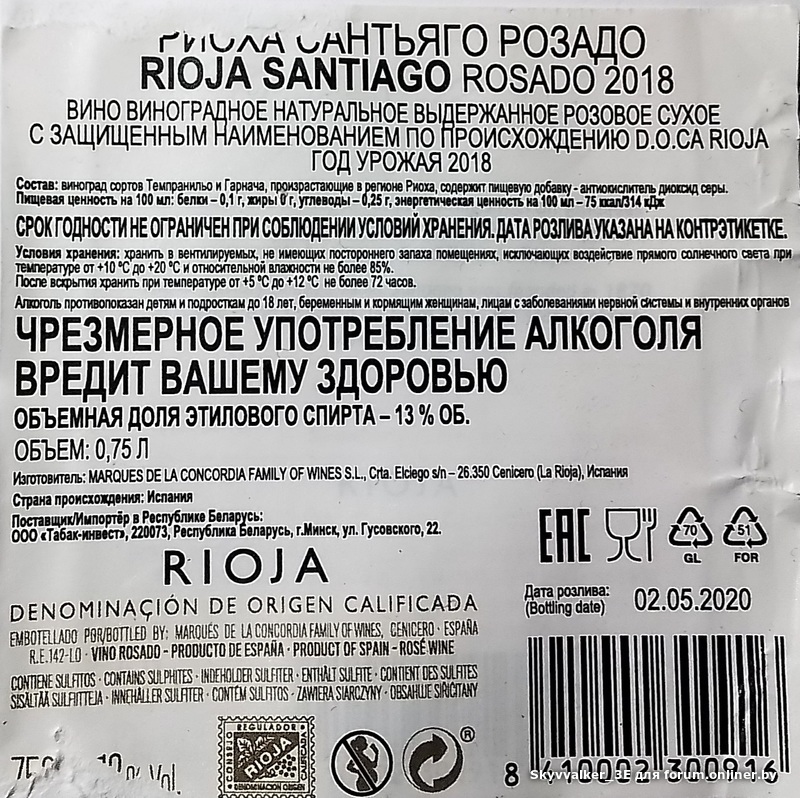 РИОХА САНТЬЯГО РОЗАДО
RIOJA SANTIAGO ROSADO 2018
ВИНО ВИНОГРАДНОЕ НАТУРАЛЬНОЕ ВЫДЕРЖАННОЕ РОЗОВОЕ СУХОЕ
С ЗАЩИЩЕННЫМ НАИМЕНОВАНИЕМ ПО ПРОИСХОЖДЕНИЮ D.O.CA RIOJA
ГОД УРОЖАЯ 2018
Состав: виноград сортов Темпранильо и Гарнача, произрастающие в регионе Риоха, содержит пищевую добавку - антиокислитель диоксид серы.
Пищевая ценность на 100 мл: белки – 0,1 г, жиры 0 г, углеводы – 0,25 г, энергетическая ценность на 100 мл – 75 ккал/314 кДж
СРОК ГОДНОСТИ НЕ ОГРАНИЧЕН ПРИ СОБЛЮДЕНИИ УСЛОВИЙ ХРАНЕНИЯ. ДАТА РОЗЛИВА УКАЗАНА НА КОНТРЭТИКЕТКЕ.
Условия хранения: хранить в вентилируемых, не имеющих постороннего запаха помещениях, исключающих воздействие прямого солнечного света при
температуре от +10 °С до +20 °С и относительной влажности не более 85%.
После вскрытия хранить при температуре от +5 °С до +12 °С не более 72 часов.
Алкоголь противопоказан детям и подросткам до 18 лет, беременным и кормящим женщинам, лицам с заболеваниями нервной системы и внутренних органов
ЧРЕЗМЕРНОЕ УПОТРЕБЛЕНИЕ АЛКОГОЛЯ
ВРЕДИТ ВАШЕМУ ЗДОРОВЬЮ
ОБЪЕМНАЯ ДОЛЯ ЭТИЛОВОГО СПИРТА – 13 % ОБ.
ОБЪЕМ: 0,75 Л
Изготовитель: MARQUES DE LA CONCORDIA FAMILY OF WINES S.L., Crta. Elciego s/n – 26.350 Cenicero (La Rioja), Испания
Страна происхождения: Испания
Поставщик/Импортёр в Республике Беларусь:
ООО «Табак-инвест», 220073, Республика Беларусь, г.Минск, ул. Гусовского, 22.
EAC
70
GL
51
FOR
Дата розлива:
(Bottling date)
02.05.2020
RIOJA
DENOMINACIÓN DE ORIGEN CALIFICADA
EMBOTELLADO POR/BOTTLED BY: MARQUÉS DE LA CONCORDIA FAMILY OF WINES, CENICERO · ESPAÑA
R.E.142-LO · VINO ROSADO - PRODUCTO DE ESPAÑA · PRODUCT OF SPAIN - ROSÉ WINE
CONTIENE SULFITOS · CONTAINS SULPHITES · INDEHOLDER SULFITER · ENTHÄLT SULFITE · CONTIENT DES SULFITES
SISÄLTÄÄ SULFIITTEJA · INNEHÅLLER SULFITER · CONTÉM SULFITOS · ZAWIERA SIARCZYNY · OBSAHUJE SIŘIČITANY
Vol.
CONSEJO
REGULADOR
CALIFICADA
RIOJA
DENOMINACIÓN ORIGEN
®
8 410002 300916
Skyvvalker_3E для forum.onliner.by